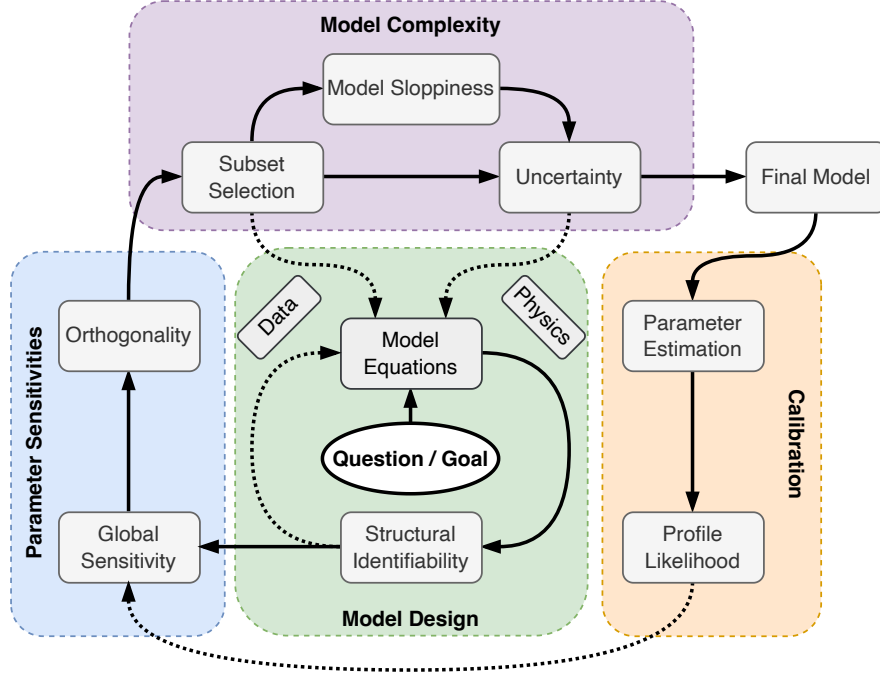 Model Complexity
Model Sloppiness
Subset
Selection
Uncertainty
Final Model
Parameter Sensitivities
Orthogonality
Global
Sensitivity
Data
Physics
Model
Equations
Question / Goal
Structural
Identifiability
Model Design
Parameter
Estimation
Calibration
Profile
Likelihood